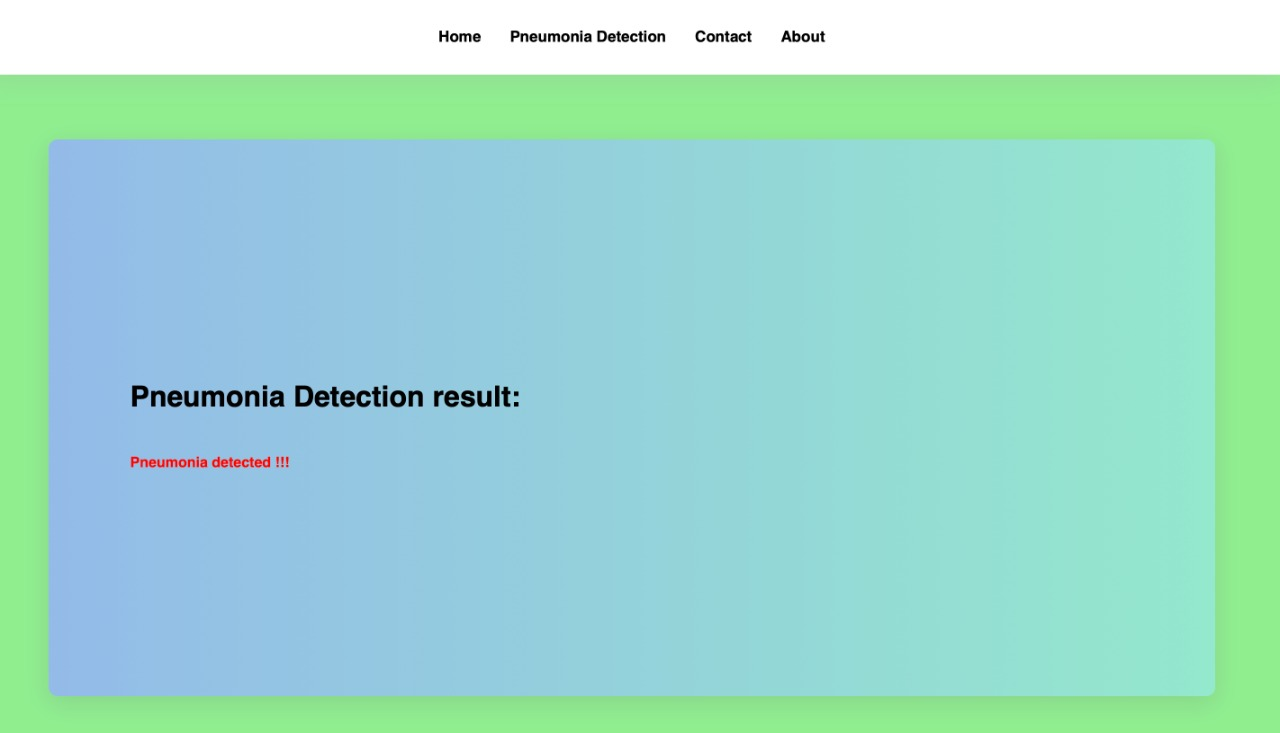 Home Pneumonia Detection Contact About
Pneumonia Detection result:
Pneumonia detected !!!